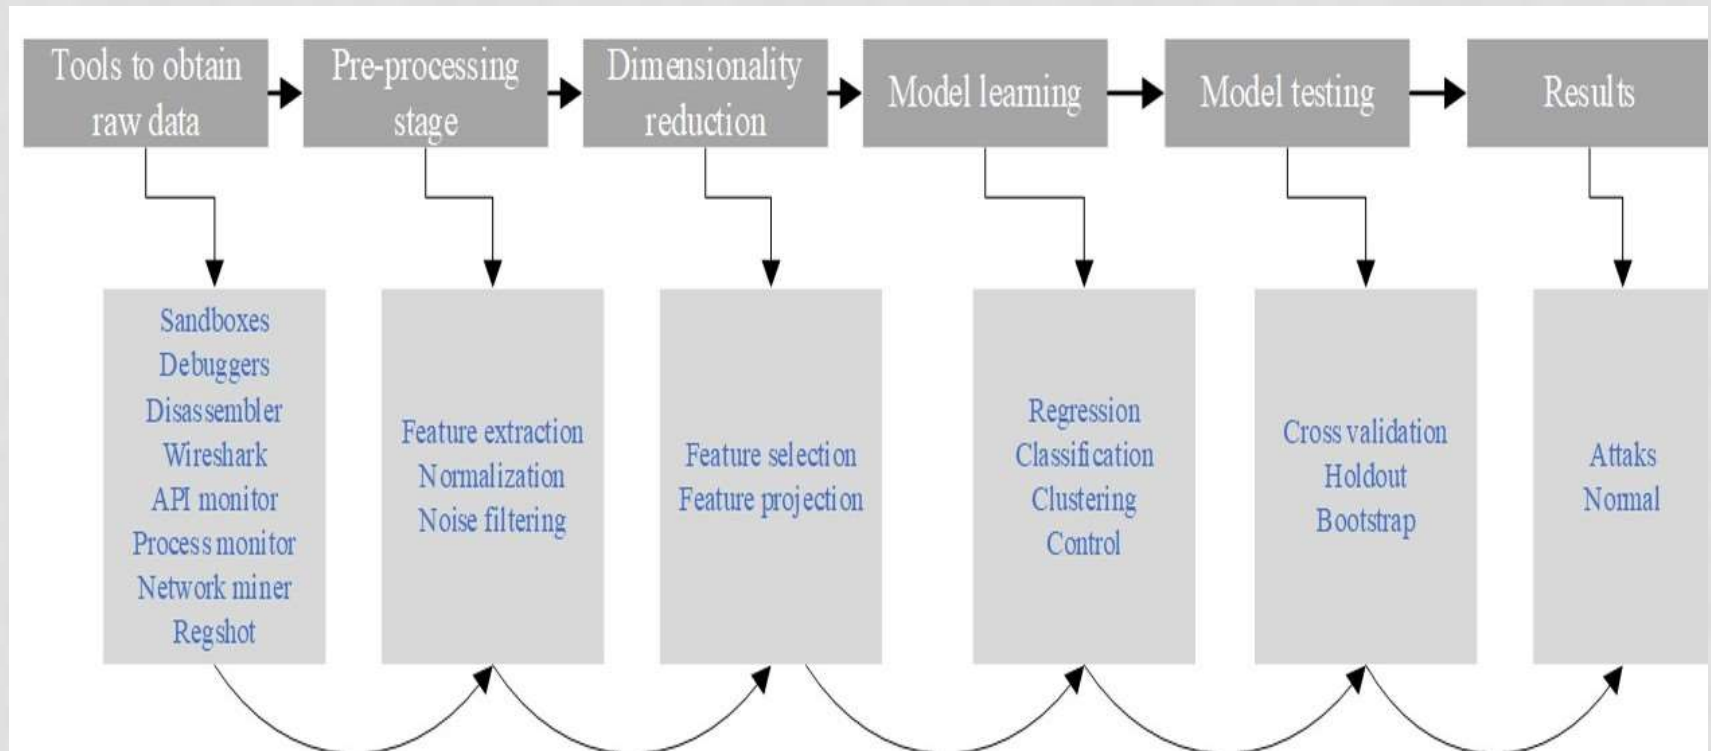 Tools to obtain
raw data
Pre-processing
stage
Dimensionality
reduction
Model learning
Model testing
Results
Sandboxes
Debuggers
Disassembler
Wireshark
API monitor
Process monitor
Network miner
Regshot
Feature extraction
Normalization
Noise filtering
Feature selection
Feature projection
Regression
Classification
Clustering
Control
Cross validation
Holdout
Bootstrap
Attaks
Normal